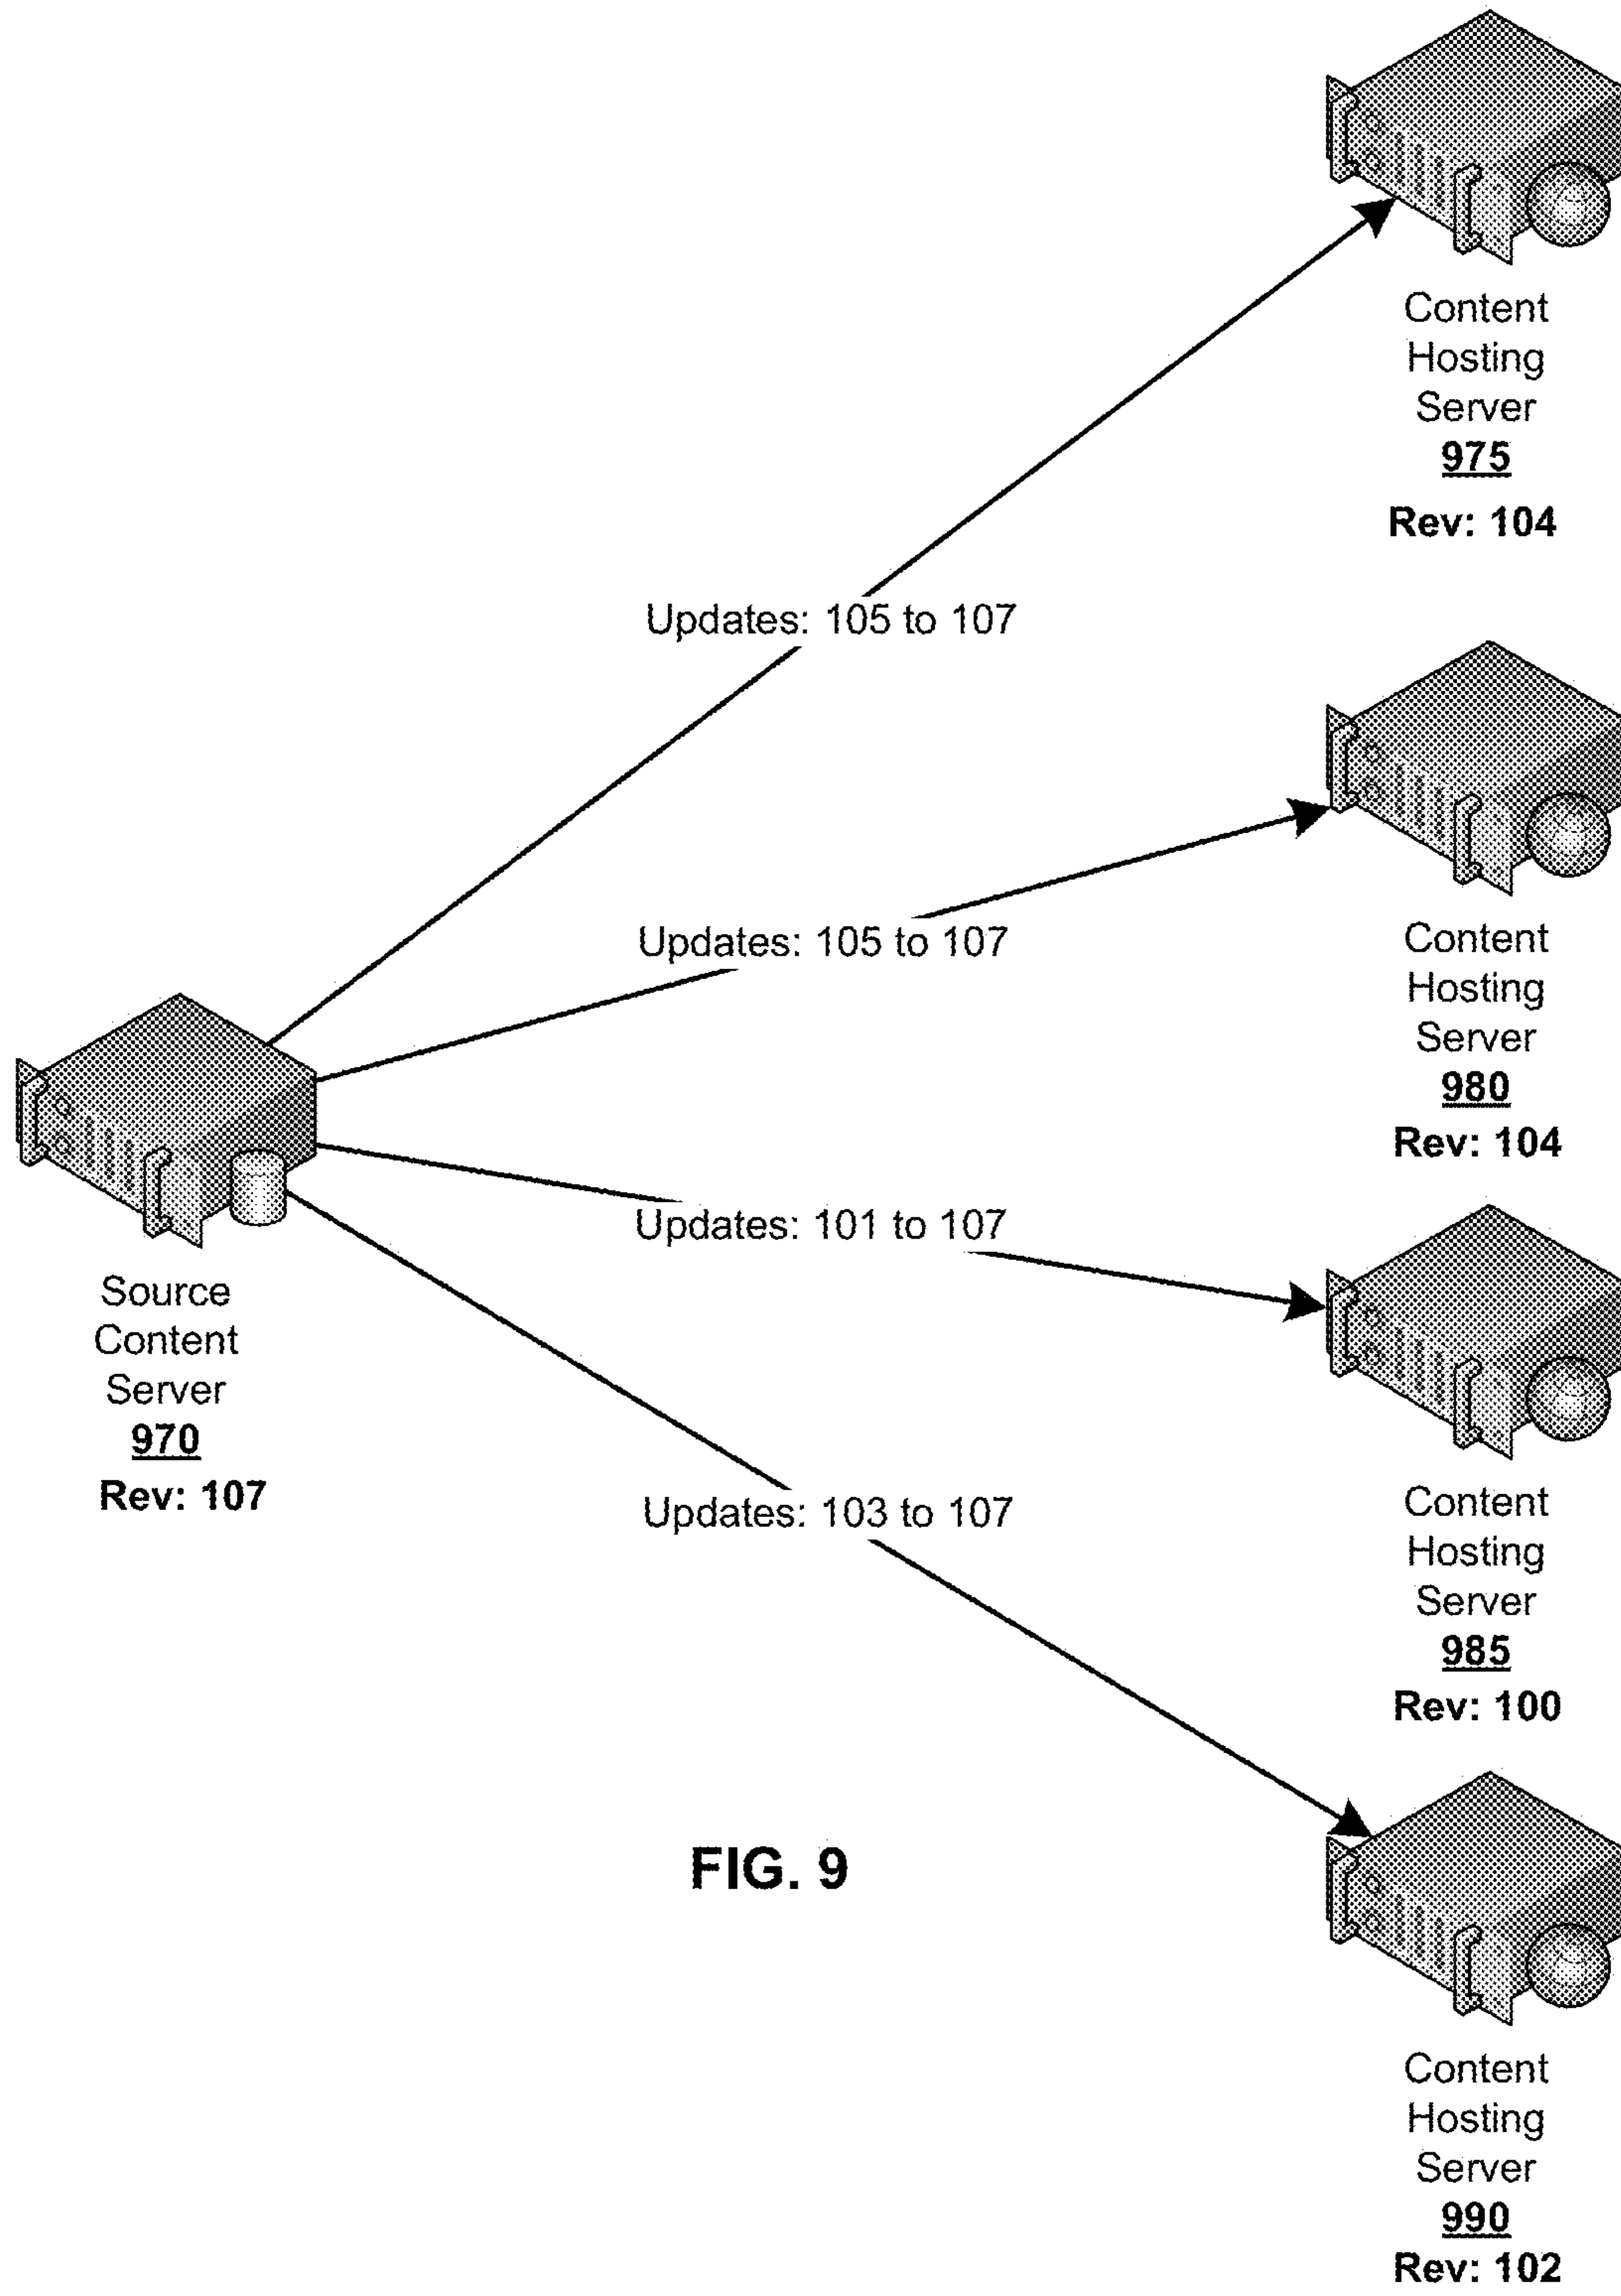 Content
Hosting
Server
975
Rev: 104
Updates: 105 to 107
Updates: 105 to 107
Content
Hosting
Server
980
Rev: 104
Updates: 101 to 107
Source
Content
Server
970
Rev: 107
Content
Hosting
Server
985
Rev: 100
Updates: 103 to 107
FIG. 9
Content
Hosting
Server
990
Rev: 102